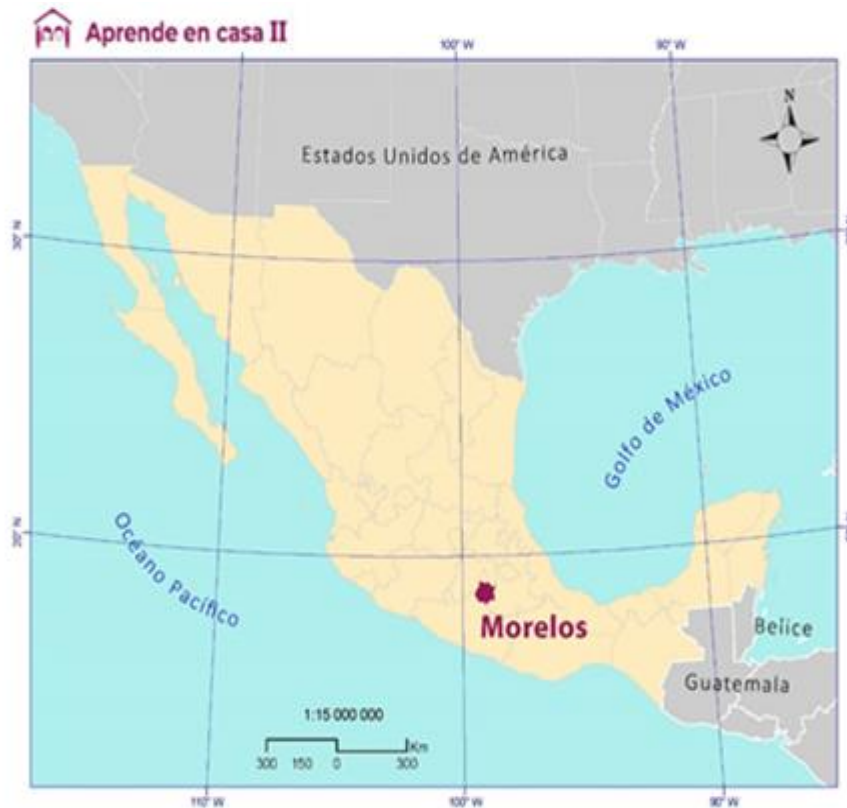 Aprende en casa II
100° W
90° W
N
Estados Unidos de América
30° N
Golfo de México
20° N
Océano Pacífico
Morelos
Belice
Guatemala
1:15 000 000
Km
300 150 0 300
110° W
100° W
90° W